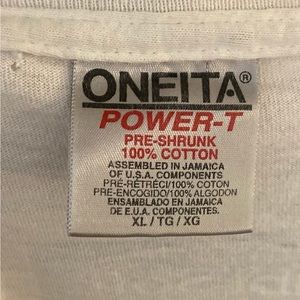 ONEITA®
POWER-T
PRE-SHRUNK
100% COTTON
ASSEMBLED IN JAMAICA
OF U.S.A. COMPONENTS
PRÉ-RÉTRÉCI/100% COTON
PRE-ENCOGIDO/100% ALGODON
ENSAMBLADO EN JAMAICA
DE E.U.A. COMPONENTES
XL / TG / XG